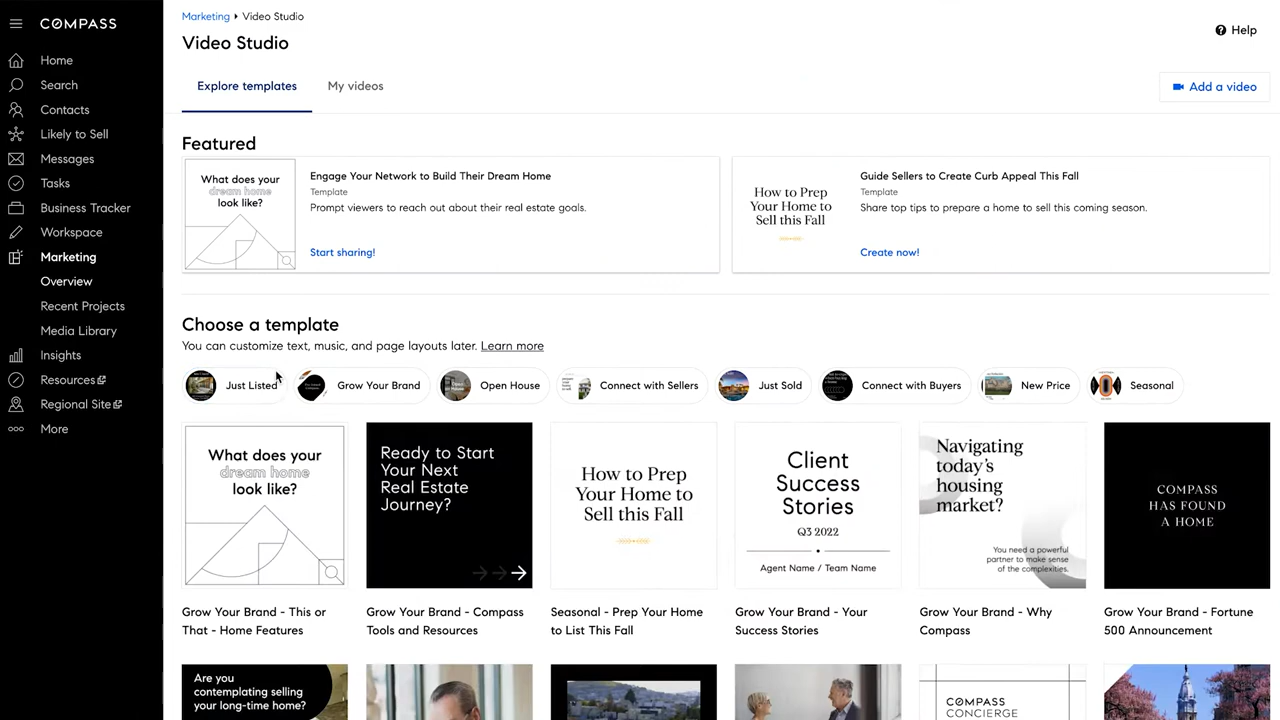 COMPASS
Home
Search
Contacts
Likely to Sell
Messages
Tasks
Business Tracker
Workspace
Marketing
Overview
Recent Projects
Media Library
Insights
Resources
Regional Site
More
Marketing Video Studio
Video Studio
Help
Explore templates
My videos
Add a video
Featured
What does your
dream home
look like?
Engage Your Network to Build Their Dream Home
Template
Prompt viewers to reach out about their real estate goals.
Start sharing!
How to Prep
Your Home to
Sell this Fall
Guide Sellers to Create Curb Appeal This Fall
Template
Share top tips to prepare a home to sell this coming season.
Create now!
Choose a template
You can customize text, music, and page layouts later. Learn more
Just Listed
Grow Your Brand
Open House
Connect with Sellers
Just Sold
Connect with Buyers
New Price
Seasonal
What does your
dream home
look like?
Grow Your Brand - This or
That - Home Features
Ready to Start
Your Next
Real Estate
Journey?
Grow Your Brand - Compass
Tools and Resources
How to Prep
Your Home to
Sell this Fall
Seasonal - Prep Your Home
to List This Fall
Client
Success
Stories
Q3 2022
Agent Name / Team Name
Grow Your Brand - Your
Success Stories
Navigating
today's
housing
market?
You need a powerful
partner to make sense
of the complexities.
Grow Your Brand - Why
Compass
COMPASS
HAS FOUND
A HOME
Grow Your Brand - Fortune
500 Announcement
Are you
contemplating selling
your long-time home?
COMPASS
CONCIERGE